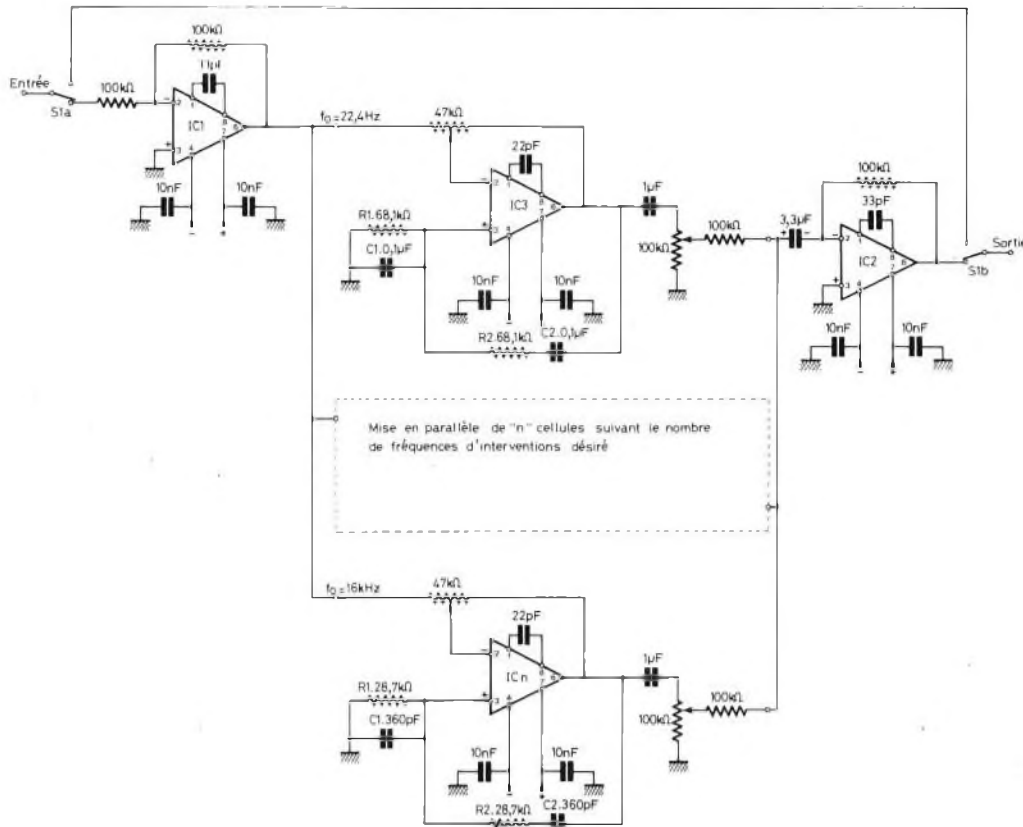 100kΩ
11pF
Entrée
100kΩ
S1a
IC1
10nF
10nF
f₀=22,4Hz
47kΩ
22pF
IC3
R1.68,1kΩ
C1.0,1µF
10nF
10nF
R2.68,1kΩ
C2.0,1µF
1µF
100kΩ
100kΩ
100kΩ
3,3µF
33pF
IC2
Sortie
S1b
10nF
10nF
Mise en parallèle de "n" cellules suivant le nombre
de fréquences d'interventions désiré
f₀=16kHz
47kΩ
22pF
ICn
R1.28,7kΩ
C1.360pF
10nF
10nF
R2.28,7kΩ
C2.360pF
1µF
100kΩ
100kΩ